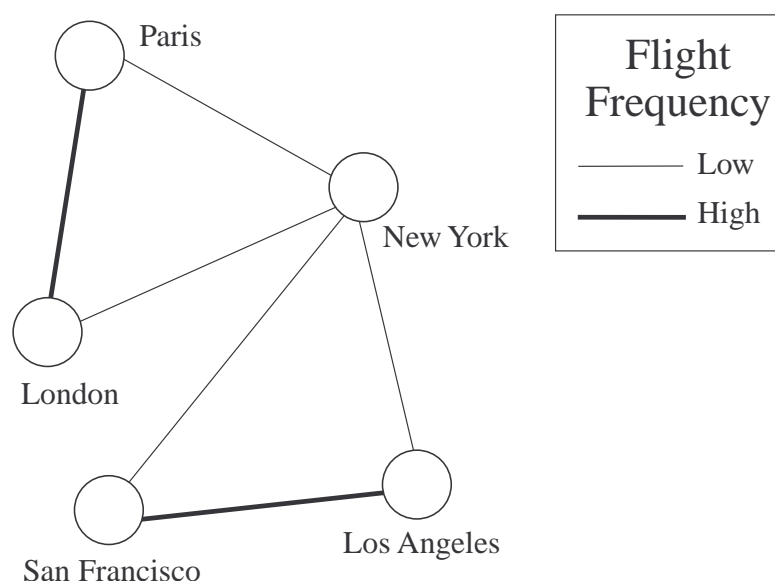 Paris
Flight
Frequency
Low
High
New York
London
Los Angeles
San Francisco